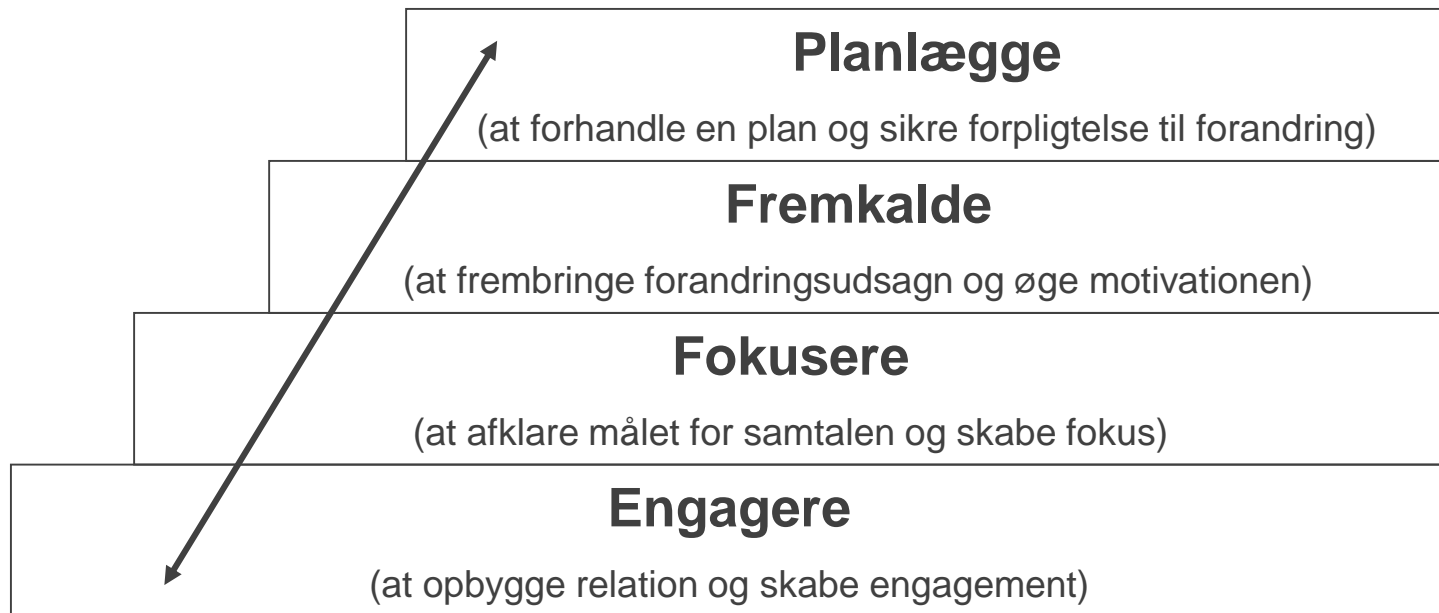 Planlægge
(at forhandle en plan og sikre forpligtelse til forandring)
Fremkalde
(at frembringe forandringsudsagn og øge motivationen)
Fokusere
(at afklare målet for samtalen og skabe fokus)
Engagere
(at opbygge relation og skabe engagement)